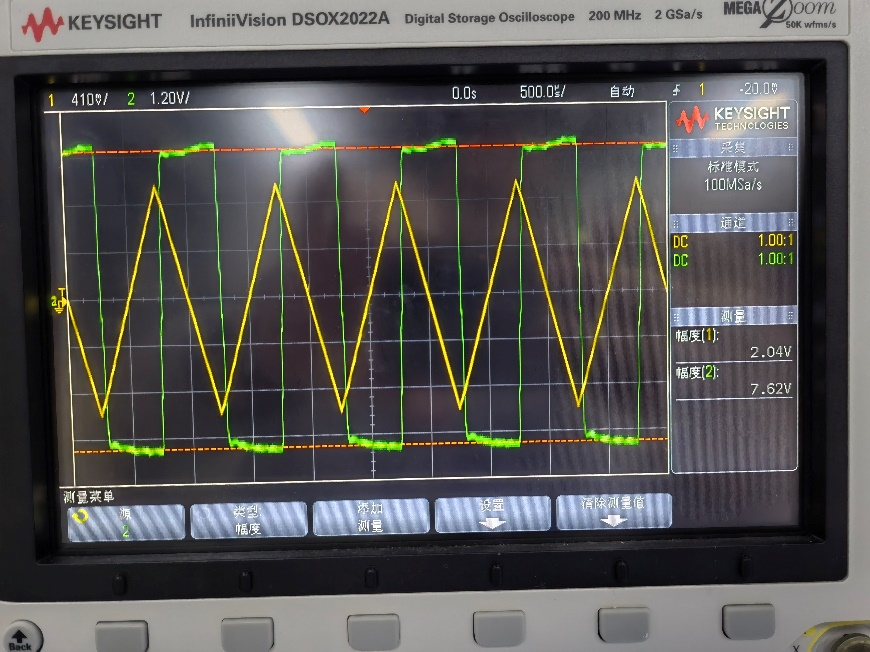 KEYSIGHT InfiniiVision DSOX2022A Digital Storage Oscilloscope 200 MHz 2 GSa/s MEGA Zoom
50K wfms/s
1 410▿/ 2 1.20V/ 0.0s 500.0▿/ 自动 1 -20.0▿
KEYSIGHT
TECHNOLOGIES
采集
标准模式
100MSa/s
通道
DC 1.00:1
DC 1.00:1
测量
幅度(1):
2.04V
幅度(2):
7.62V
测量菜单
源
2
类型
幅度
添加
测量
设置
清除测量值
Back